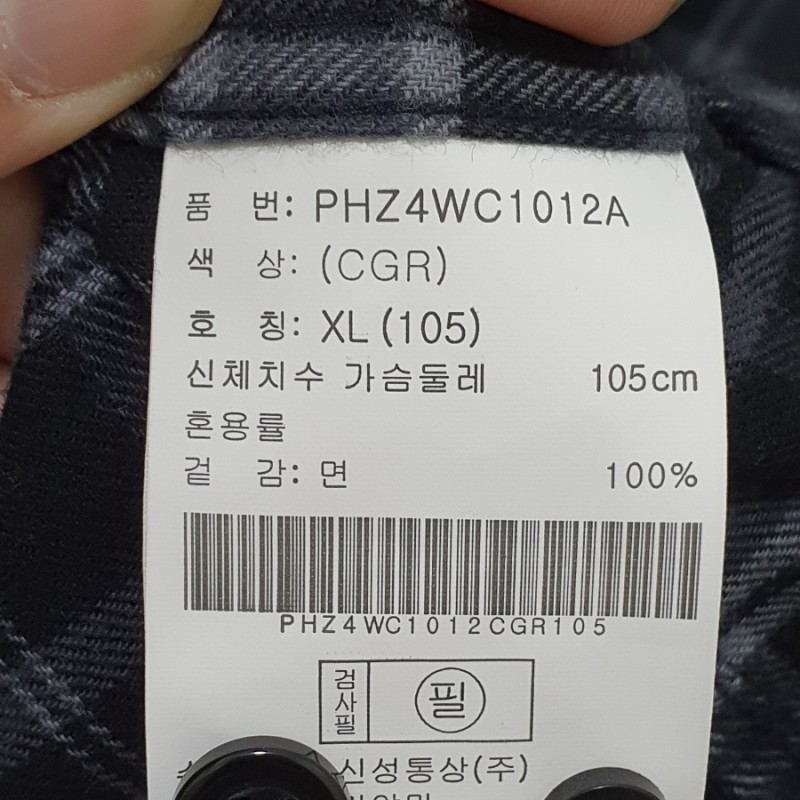 품 번: PHZ4WC1012A
색 상: (CGR)
호 칭: XL (105)
신체치수 가슴둘레 105cm
혼용률
겉 감: 면 100%
PHZ4WC1012CGR105
검사필 필
신성통상(주)